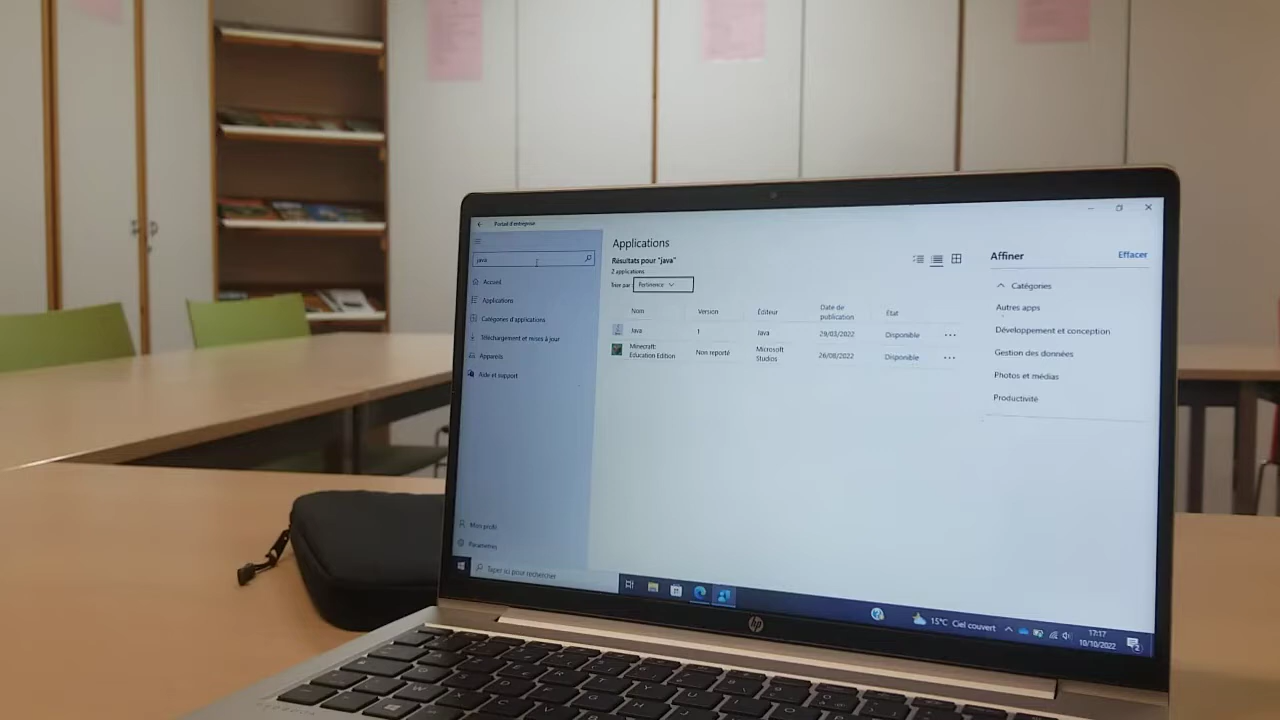 Portail d'entreprise
java
Accueil
Applications
Catégories d'applications
Téléchargement et mises à jour
Appareils
Aide et support
Mon profil
Paramètres
Applications
Résultats pour "java"
2 applications
Trier par
Pertinence
Nom
Version
Éditeur
Date de publication
État
Java
1
Java
29/03/2022
Disponible
Minecraft: Education Edition
Non reporté
Microsoft Studios
26/08/2022
Disponible
Affiner
Effacer
Catégories
Autres apps
Développement et conception
Gestion des données
Photos et médias
Productivité
Taper ici pour rechercher
15°C Ciel couvert
17:17
10/10/2022
hp